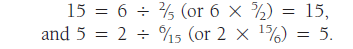 15 = 6 ÷ ⅖ (or 6 × 5⁄2) = 15,
and 5 = 2 ÷ 6⁄15 (or 2 × 15⁄6) = 5.